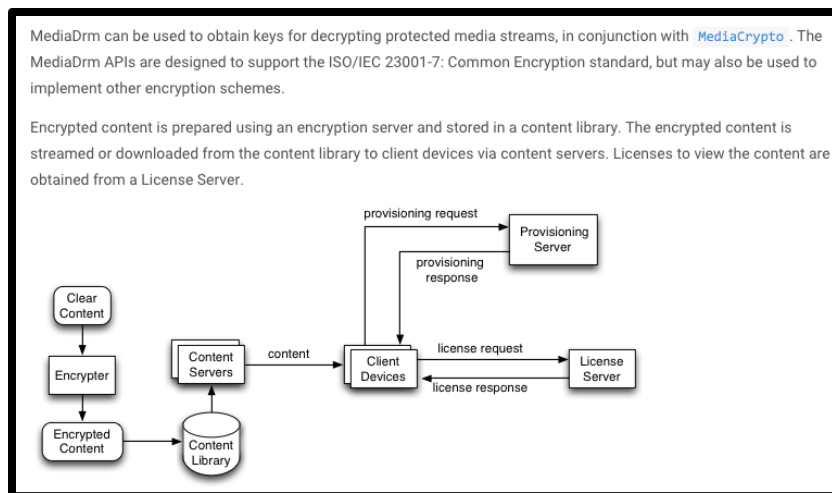 MediaDrm can be used to obtain keys for decrypting protected media streams, in conjunction with MediaCrypto . The
MediaDrm APIs are designed to support the ISO/IEC 23001-7: Common Encryption standard, but may also be used to
implement other encryption schemes.
Encrypted content is prepared using an encryption server and stored in a content library. The encrypted content is
streamed or downloaded from the content library to client devices via content servers. Licenses to view the content are
obtained from a License Server.
provisioning request
Provisioning
Server
provisioning
response
Clear
Content
Encrypter
Encrypted
Content
Content
Servers
Content
Library
content
Client
Devices
license request
license response
License
Server